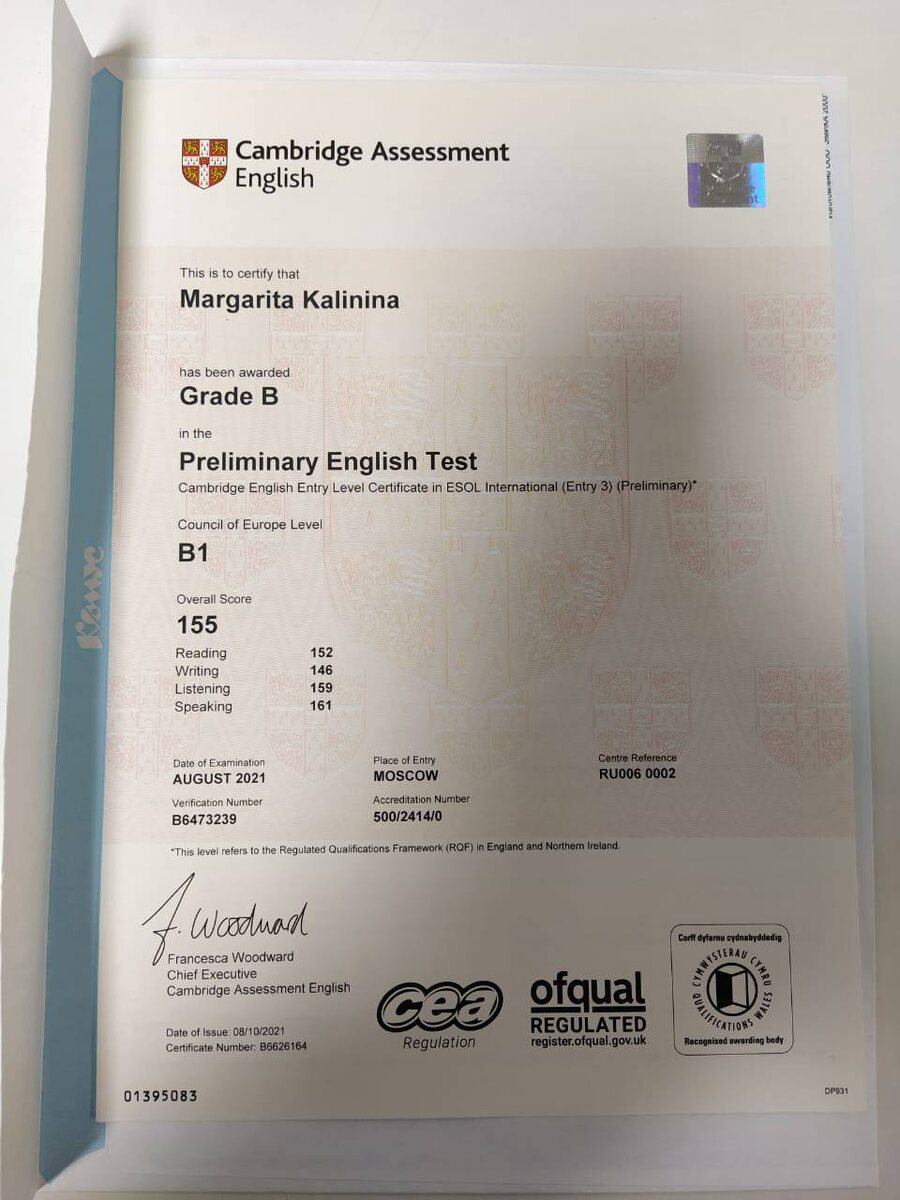 Cambridge Assessment
English
This is to certify that
Margarita Kalinina
has been awarded
Grade B
in the
Preliminary English Test
Cambridge English Entry Level Certificate in ESOL International (Entry 3) (Preliminary)*
Council of Europe Level
B1
Overall Score
155
Reading 152
Writing 146
Listening 159
Speaking 161
Date of Examination
AUGUST 2021
Place of Entry
MOSCOW
Centre Reference
RU006 0002
Verification Number
B6473239
Accreditation Number
500/2414/0
*This level refers to the Regulated Qualifications Framework (RQF) in England and Northern Ireland.
F. Woodward
Francesca Woodward
Chief Executive
Cambridge Assessment English
Date of Issue: 08/10/2021
Certificate Number: B6626164
cea
Regulation
ofqual
REGULATED
register.ofqual.gov.uk
Corff dyfarnu cydnabyddedig
CYMWYSTERAU CYMRU
QUALIFICATIONS WALES
Recognised awarding body
01395083
DP931